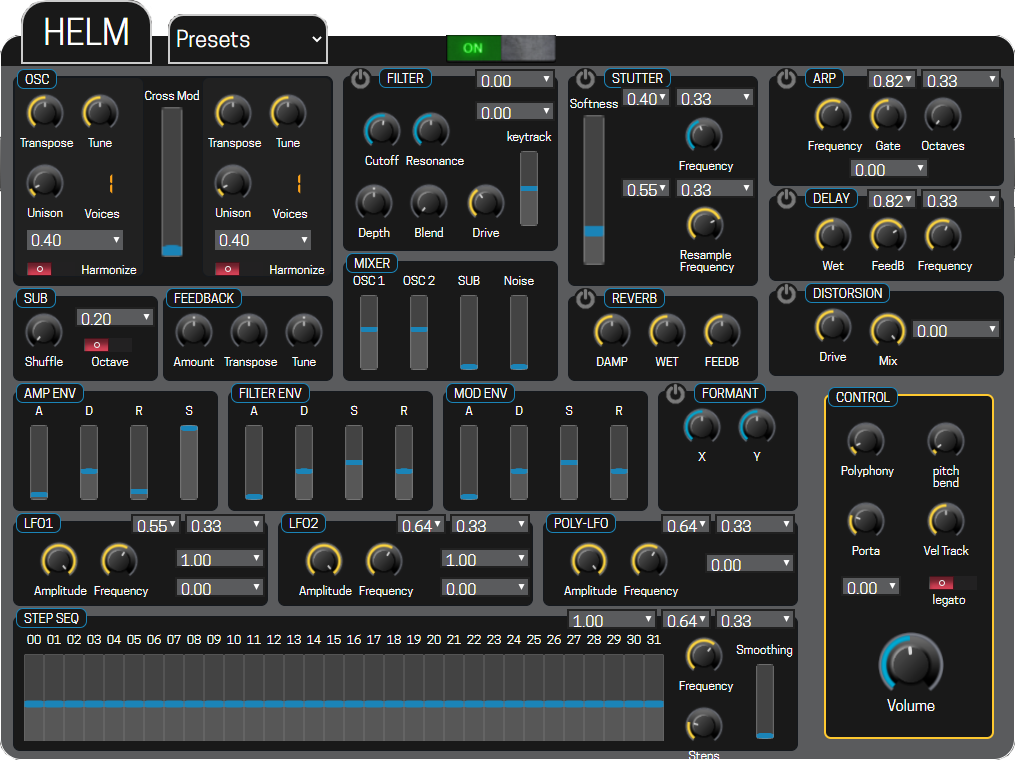 HELM
Presets
ON
OSC
Transpose Tune
Unison Voices
1
0.40
Harmonize
Cross Mod
Transpose Tune
Unison Voices
1
0.40
Harmonize
FILTER
0.00
0.00
keytrack
Cutoff Resonance
Depth Blend Drive
STUTTER
Softness 0.40 0.33
Frequency
0.55 0.33
Resample
Frequency
ARP
0.82 0.33
Frequency Gate Octaves
0.00
DELAY
0.82 0.33
Wet FeedB Frequency
MIXER
OSC 1 OSC 2 SUB Noise
REVERB
DAMP WET FEEDB
DISTORSION
0.00
Drive Mix
SUB
0.20
Shuffle Octave
FEEDBACK
Amount Transpose Tune
AMP ENV
A D R S
FILTER ENV
A D S R
MOD ENV
A D S R
FORMANT
X Y
CONTROL
Polyphony pitch
bend
Porta Vel Track
0.00
legato
Volume
LFO1
0.55 0.33
1.00
Amplitude Frequency
0.00
LFO2
0.64 0.33
1.00
Amplitude Frequency
0.00
POLY-LFO
0.64 0.33
0.00
Amplitude Frequency
STEP SEQ
1.00 0.64 0.33
00 01 02 03 04 05 06 07 08 09 10 11 12 13 14 15 16 17 18 19 20 21 22 23 24 25 26 27 28 29 30 31
Smoothing
Frequency
Steps